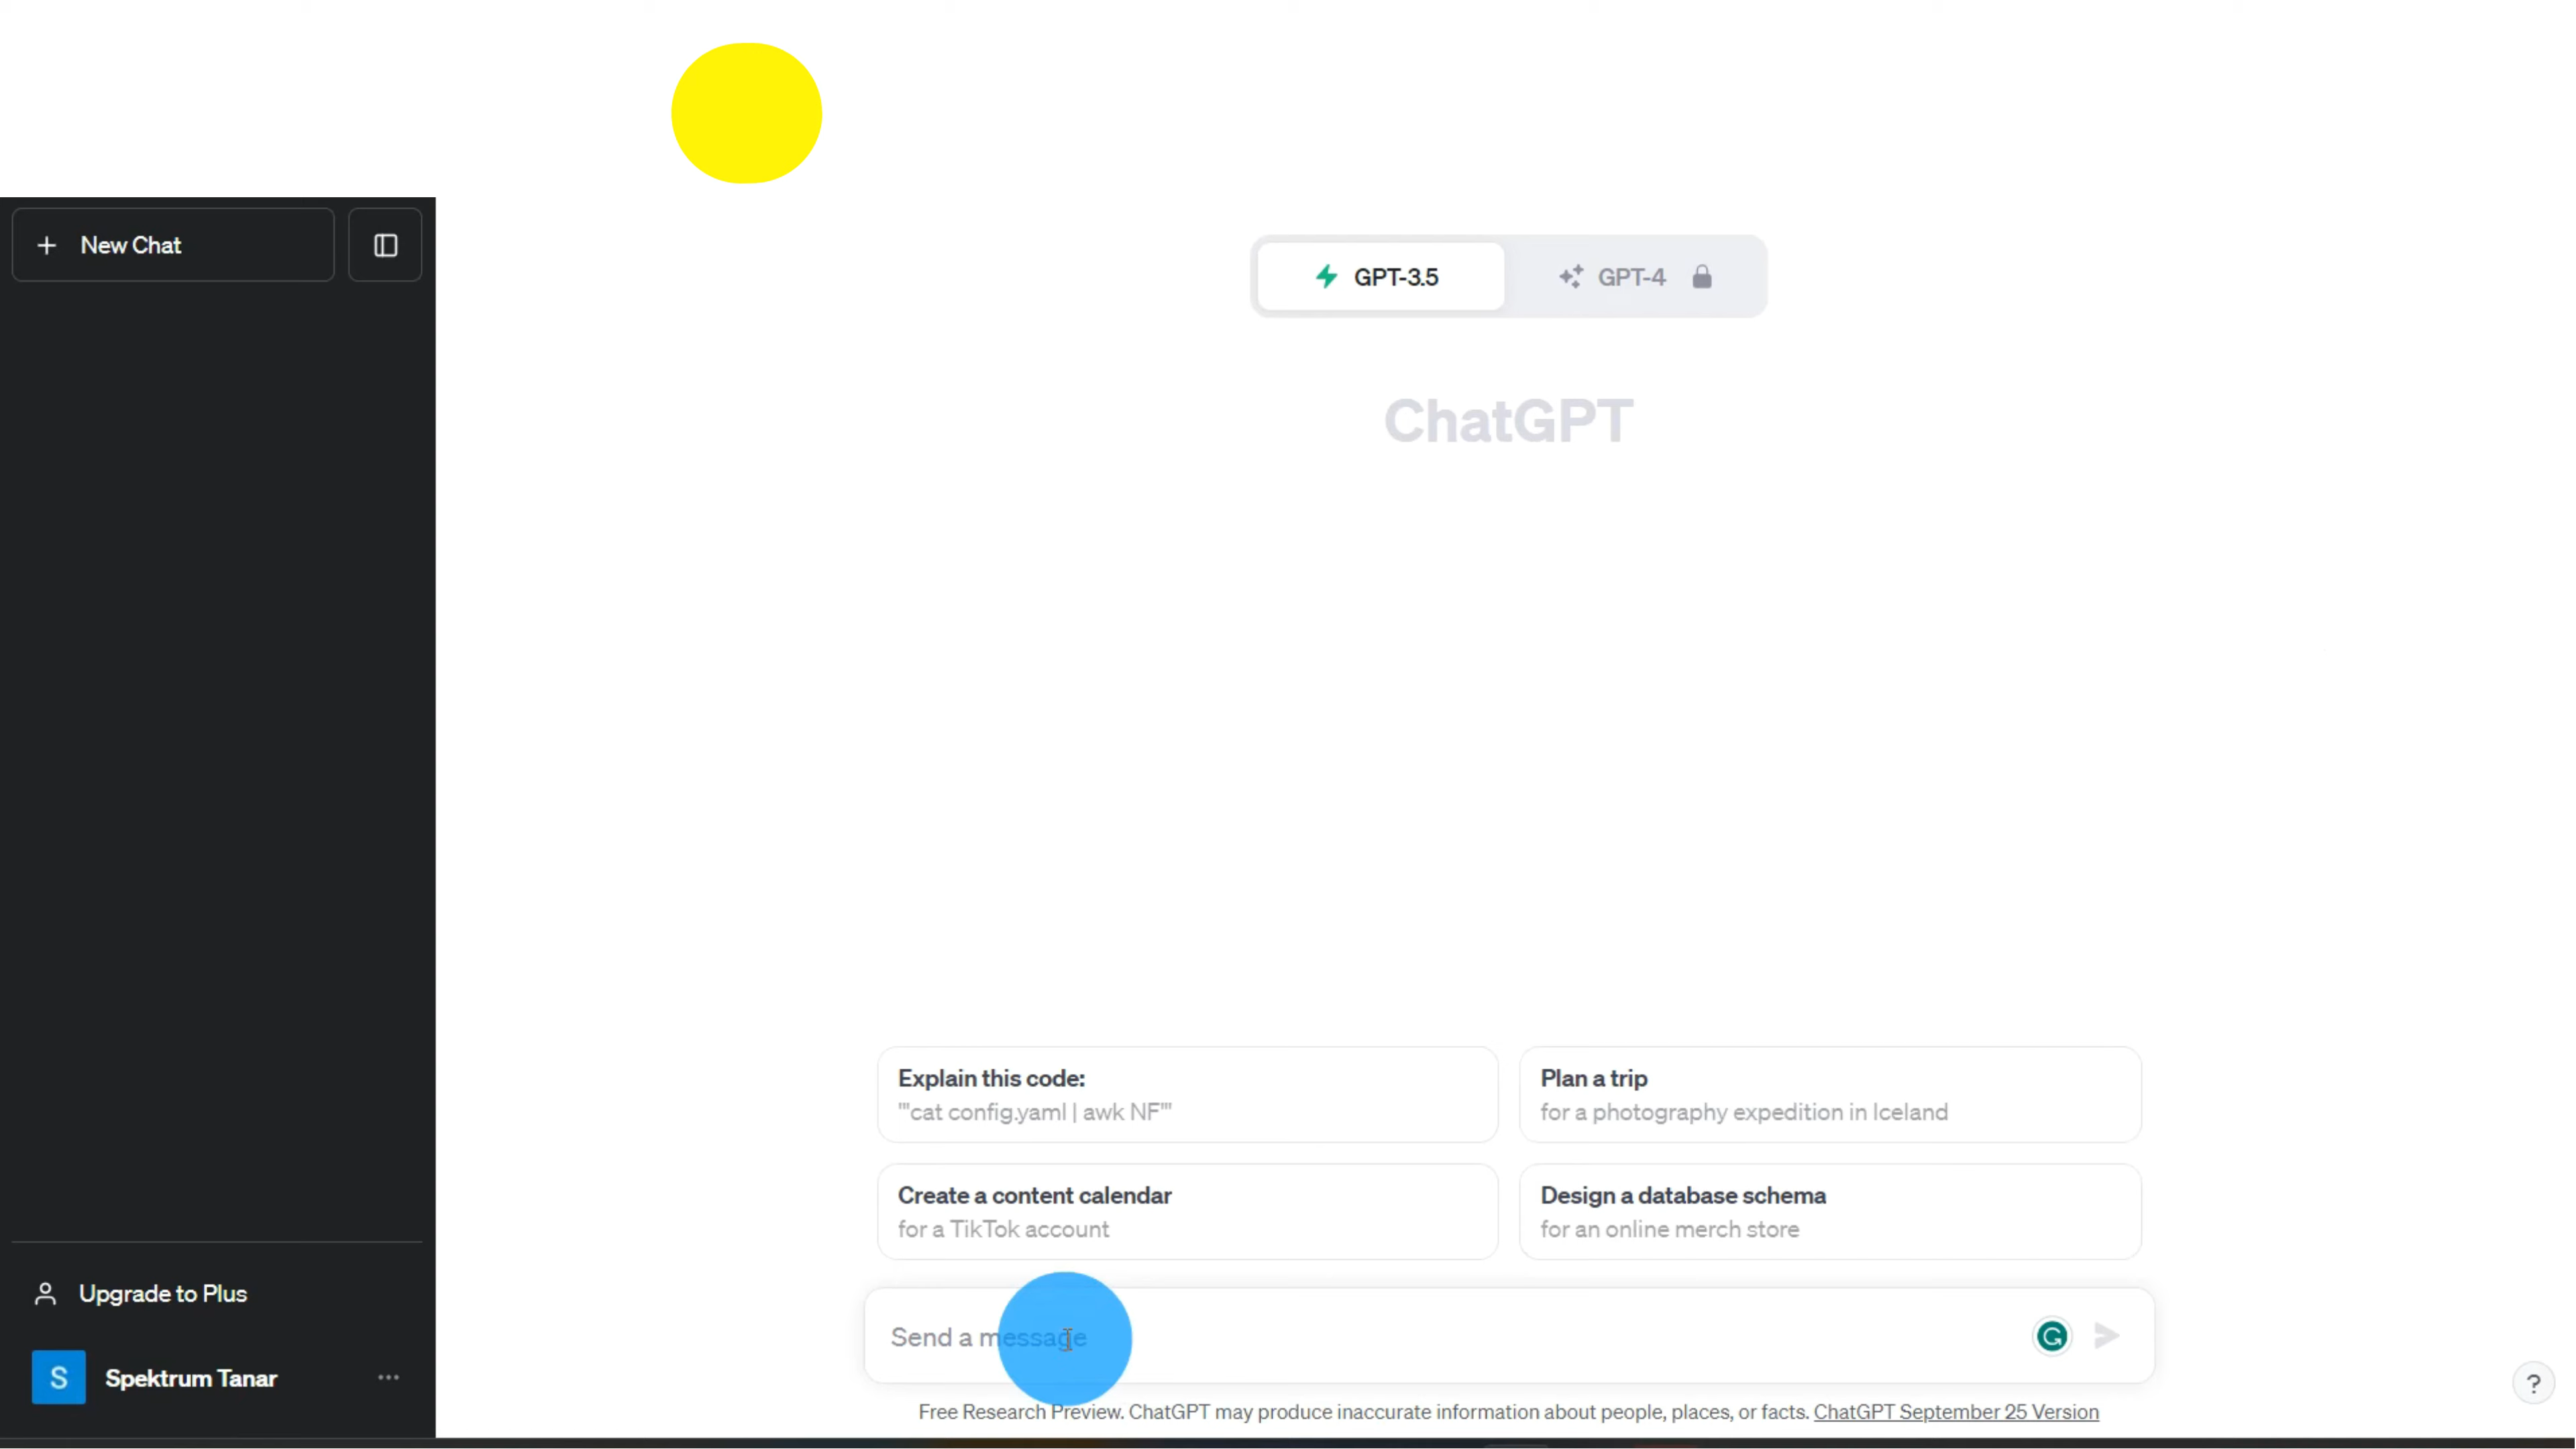 New Chat
GPT-3.5
GPT-4
ChatGPT
Explain this code:
"'cat config.yaml | awk NF'"
Plan a trip
for a photography expedition in Iceland
Create a content calendar
for a TikTok account
Design a database schema
for an online merch store
Upgrade to Plus
Send a message
S
Spektrum Tanar
Free Research Preview. ChatGPT may produce inaccurate information about people, places, or facts. ChatGPT September 25 Version
?